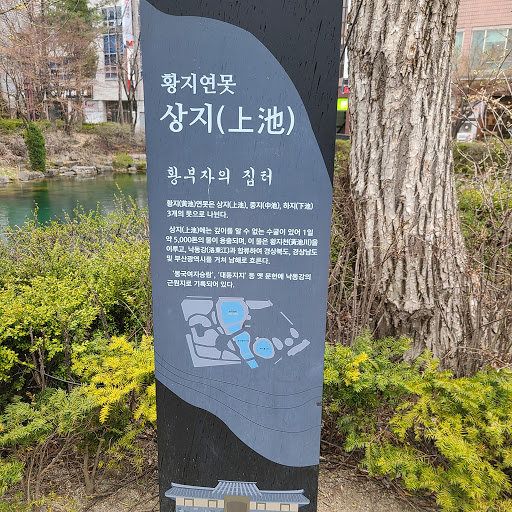 황지연못
상지(上池)
황부자의 집터
황지(黃池)연못은 상지(上池), 중지(中池), 하지(下池)
3개의 못으로 나뉜다.
상지(上池)에는 깊이를 알 수 없는 수굴이 있어 1일
약 5,000톤의 물이 용출되며, 이 물은 황지천(黃池川)을
이루고, 낙동강(洛東江)과 합류하여 경상북도, 경상남도
및 부산광역시를 거쳐 남해로 흐른다.
'동국여지승람', '대동지지' 등 옛 문헌에 낙동강의
근원지로 기록되어 있다.